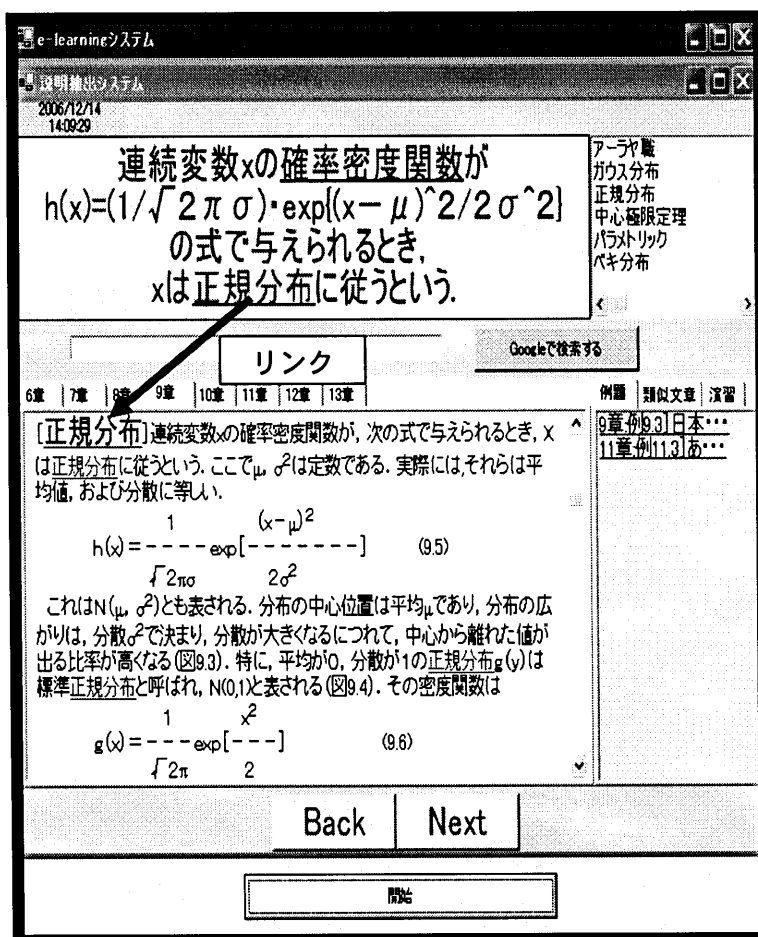 e-learningシステム
説明抽出システム
2006/12/14
14:09:29
連続変数xの確率密度関数が
h(x)=(1/√2πσ)・exp{(x−μ)^2/2σ^2}
の式で与えられるとき,
xは正規分布に従うという.
アーラヤ職
ガウス分布
正規分布
中心極限定理
パラメトリック
ベキ分布
リンク
Googleで検索する
6章 7章 8章 9章 10章 11章 12章 13章
例題 類似文章 演習
[正規分布]連続変数xの確率密度関数が, 次の式で与えられるとき, x
は正規分布に従うという. ここでμ, σ²は定数である. 実際には,それらは平
均値, および分散に等しい.
1 (x-μ)²
h(x)=----exp[--------] (9.5)
√2πσ 2σ²
これはN(μ, σ²)とも表される. 分布の中心位置は平均μであり, 分布の広
がりは, 分散σ²で決まり, 分散が大きくなるにつれて, 中心から離れた値が
出る比率が高くなる(図9.3). 特に, 平均が0, 分散が1の正規分布g(y)は
標準正規分布と呼ばれ, N(0,1)と表される(図9.4). その密度関数は
1 x²
g(x)=---exp[---] (9.6)
√2π 2
9章.例9.3]日本・・・
11章.例11.3]あ・・・
Back Next
開始